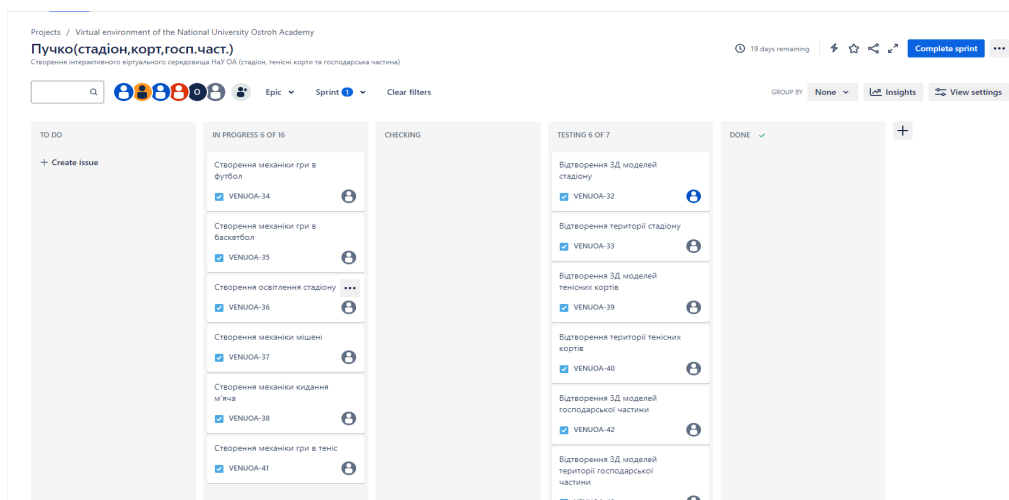 Projects / Virtual environment of the National University Ostroh Academy
Пучко(стадіон,корт,госп.част.)
Створення інтерактивного віртуального середовища НаУ ОА (стадіон, тенісні корти та господарська частина)
19 days remaining
Complete sprint
O
Epic
Sprint 1
Clear filters
GROUP BY
None
Insights
View settings
TO DO
+ Create issue
IN PROGRESS 6 OF 16
Створення механіки гри в
футбол
VENUOA-34
Створення механіки гри в
баскетбол
VENUOA-35
Створення освітлення стадіону
VENUOA-36
Створення механіки мішені
VENUOA-37
Створення механіки кидання
м'яча
VENUOA-38
Створення механіки гри в теніс
VENUOA-41
CHECKING
TESTING 6 OF 7
Відтворення 3Д моделей
стадіону
VENUOA-32
Відтворення території стадіону
VENUOA-33
Відтворення 3Д моделей
тенісних кортів
VENUOA-39
Відтворення території тенісних
кортів
VENUOA-40
Відтворення 3Д моделей
господарської частини
VENUOA-42
Відтворення 3Д моделей
території господарської
частини
DONE